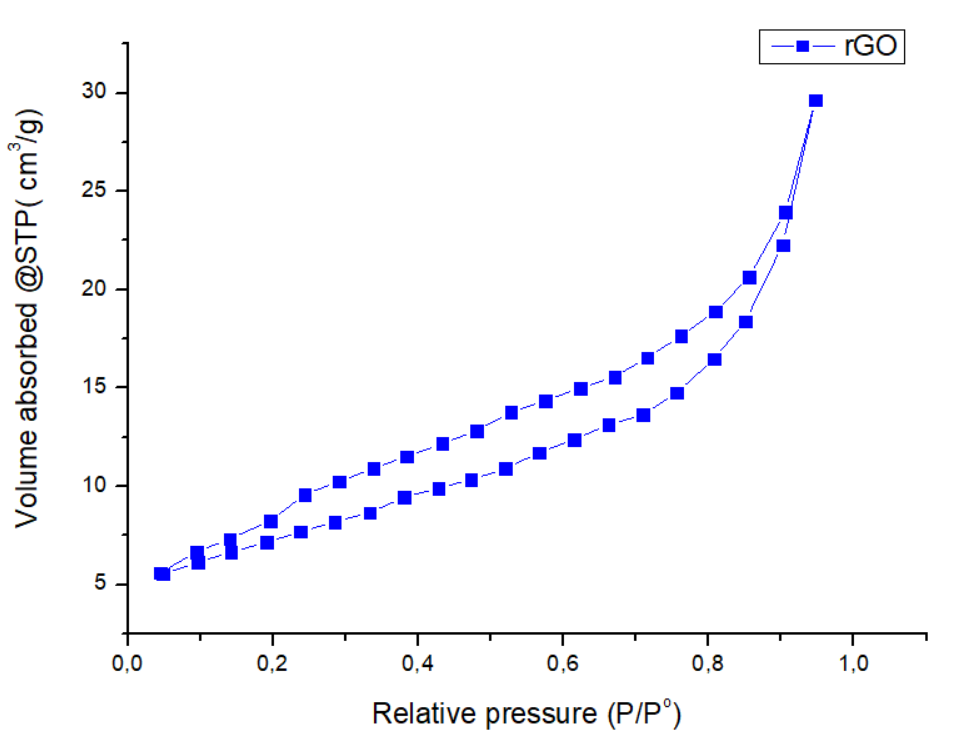 rGO
Volume absorbed @STP( cm³/g)
30
25
20
15
10
5
0,0 0,2 0,4 0,6 0,8 1,0
Relative pressure (P/P°)